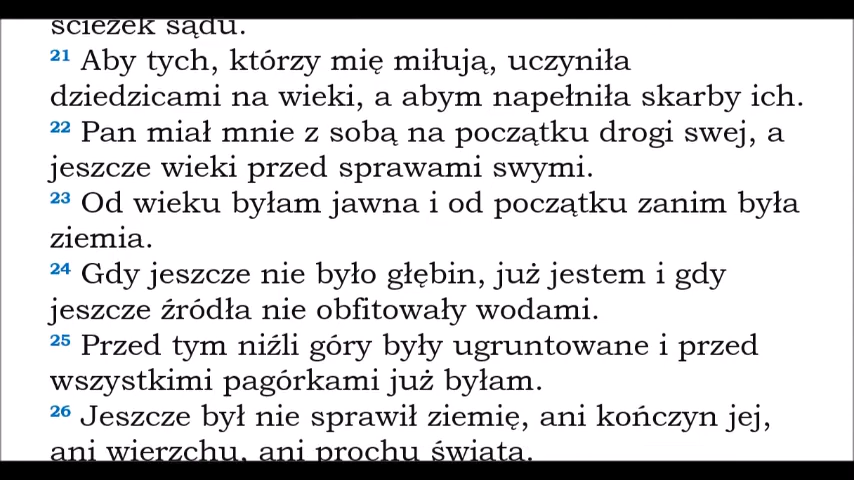 ścieżek sądu.
21 Aby tych, którzy mię miłują, uczyniła
dziedzicami na wieki, a abym napełniła skarby ich.
22 Pan miał mnie z sobą na początku drogi swej, a
jeszcze wieki przed sprawami swymi.
23 Od wieku byłam jawna i od początku zanim była
ziemia.
24 Gdy jeszcze nie było głębin, już jestem i gdy
jeszcze źródła nie obfitowały wodami.
25 Przed tym niźli góry były ugruntowane i przed
wszystkimi pagórkami już byłam.
26 Jeszcze był nie sprawił ziemię, ani kończyn jej,
ani wierzchu, ani prochu świata.